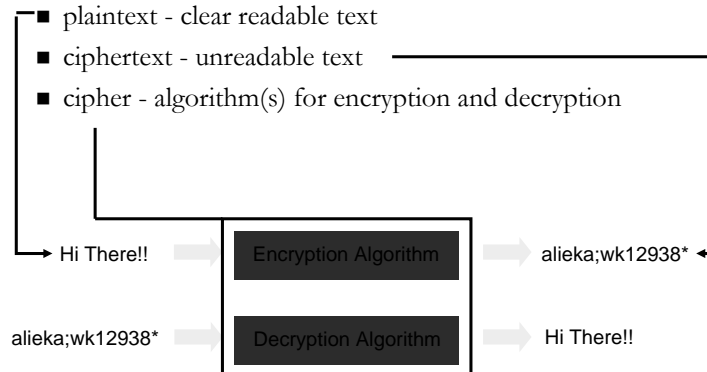 ■ plaintext - clear readable text
■ ciphertext - unreadable text
■ cipher - algorithm(s) for encryption and decryption
Hi There!! Encryption Algorithm alieka;wk12938*
alieka;wk12938* Decryption Algorithm Hi There!!